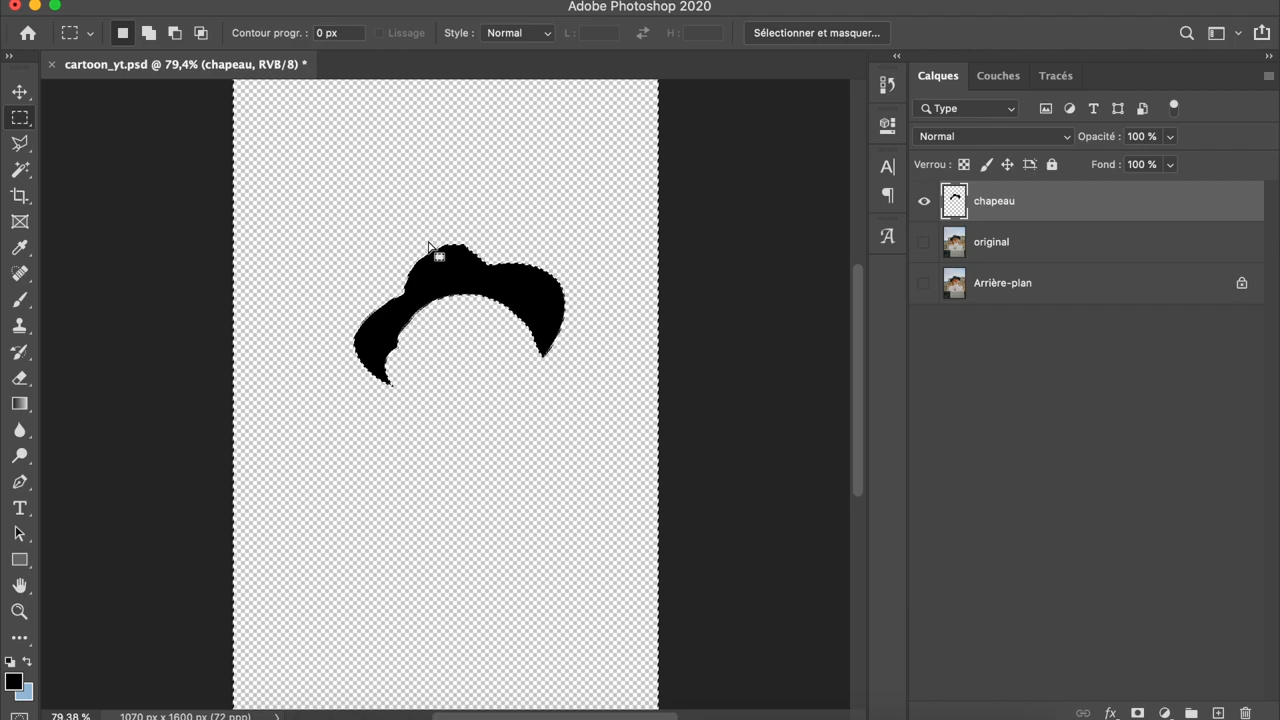 Adobe Photoshop 2020
Contour progr. : 0 px Lissage Style : Normal L : H : Sélectionner et masquer...
cartoon_yt.psd @ 79,4% (chapeau, RVB/8) *
Calques Couches Tracés
Type
Normal Opacité : 100 %
Verrou : Fond : 100 %
chapeau
original
Arrière-plan
79,38 % 1070 px x 1600 px (72 ppp)